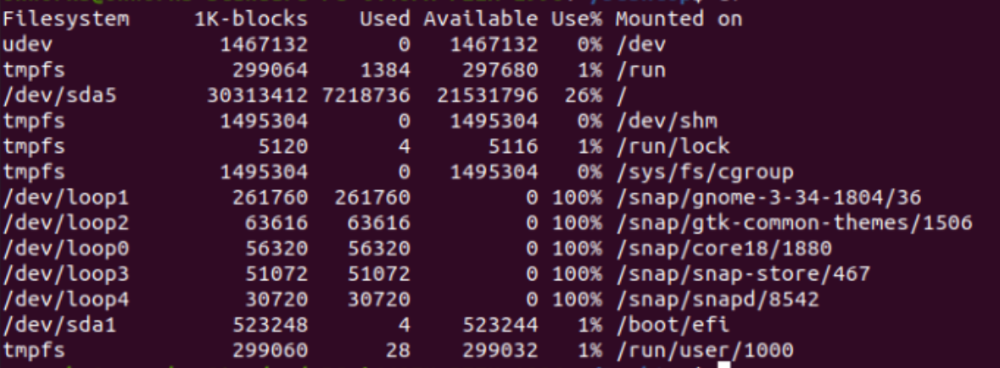 Filesystem 1K-blocks Used Available Use% Mounted on
udev 1467132 0 1467132 0% /dev
tmpfs 299064 1384 297680 1% /run
/dev/sda5 30313412 7218736 21531796 26% /
tmpfs 1495304 0 1495304 0% /dev/shm
tmpfs 5120 4 5116 1% /run/lock
tmpfs 1495304 0 1495304 0% /sys/fs/cgroup
/dev/loop1 261760 261760 0 100% /snap/gnome-3-34-1804/36
/dev/loop2 63616 63616 0 100% /snap/gtk-common-themes/1506
/dev/loop0 56320 56320 0 100% /snap/core18/1880
/dev/loop3 51072 51072 0 100% /snap/snap-store/467
/dev/loop4 30720 30720 0 100% /snap/snapd/8542
/dev/sda1 523248 4 523244 1% /boot/efi
tmpfs 299060 28 299032 1% /run/user/1000